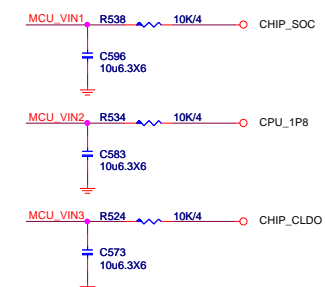 MCU_VIN1 R538 10K/4 CHIP_SOC
C596
10u6.3X6
MCU_VIN2 R534 10K/4 CPU_1P8
C583
10u6.3X6
MCU_VIN3 R524 10K/4 CHIP_CLDO
C573
10u6.3X6